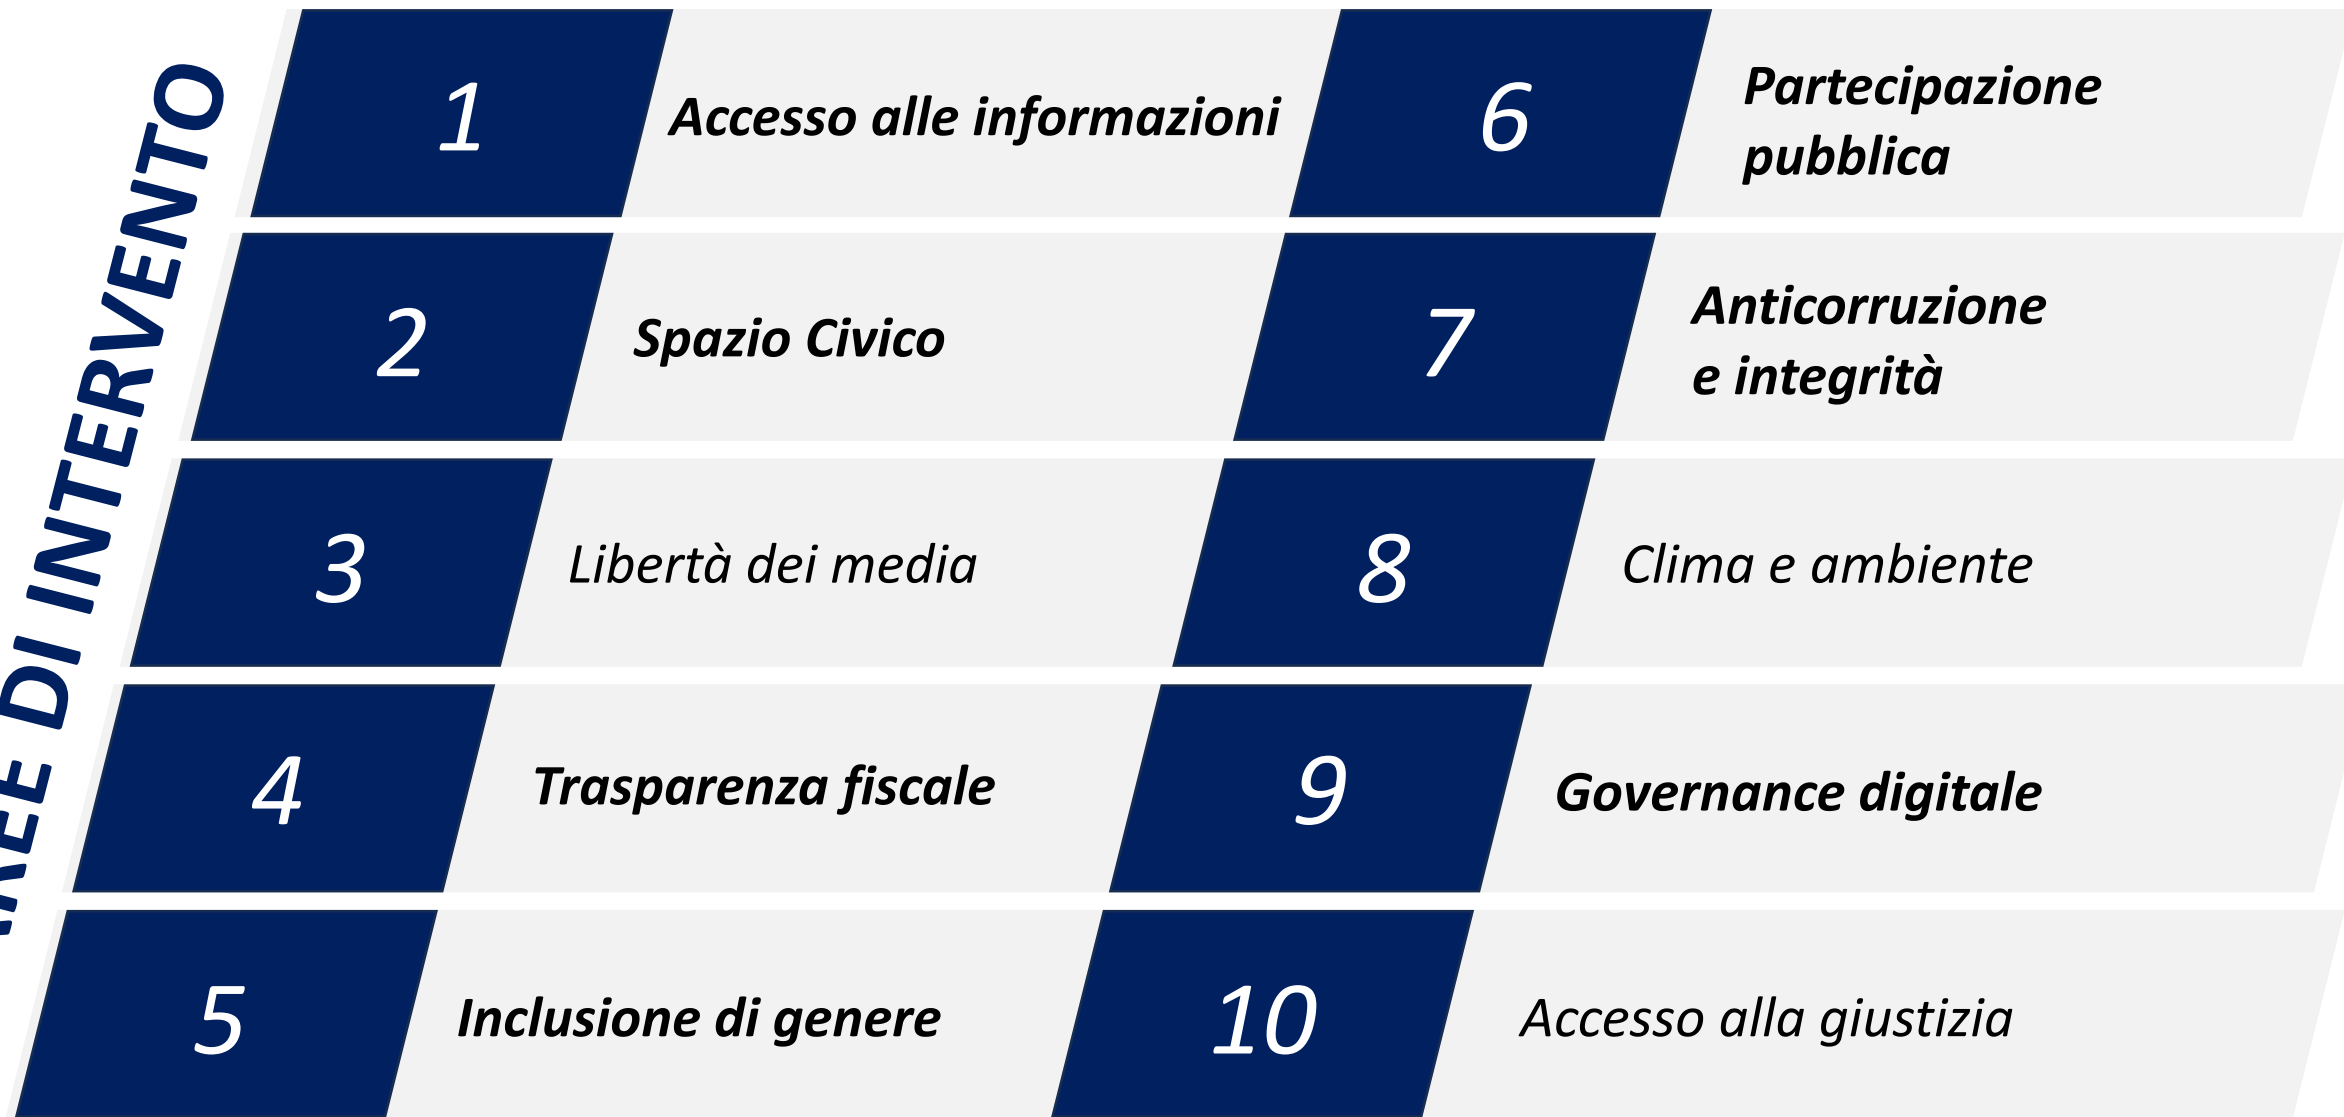 AREE DI INTERVENTO
1
Accesso alle informazioni
2
Spazio Civico
3
Libertà dei media
4
Trasparenza fiscale
5
Inclusione di genere
6
Partecipazione
pubblica
7
Anticorruzione
e integrità
8
Clima e ambiente
9
Governance digitale
10
Accesso alla giustizia